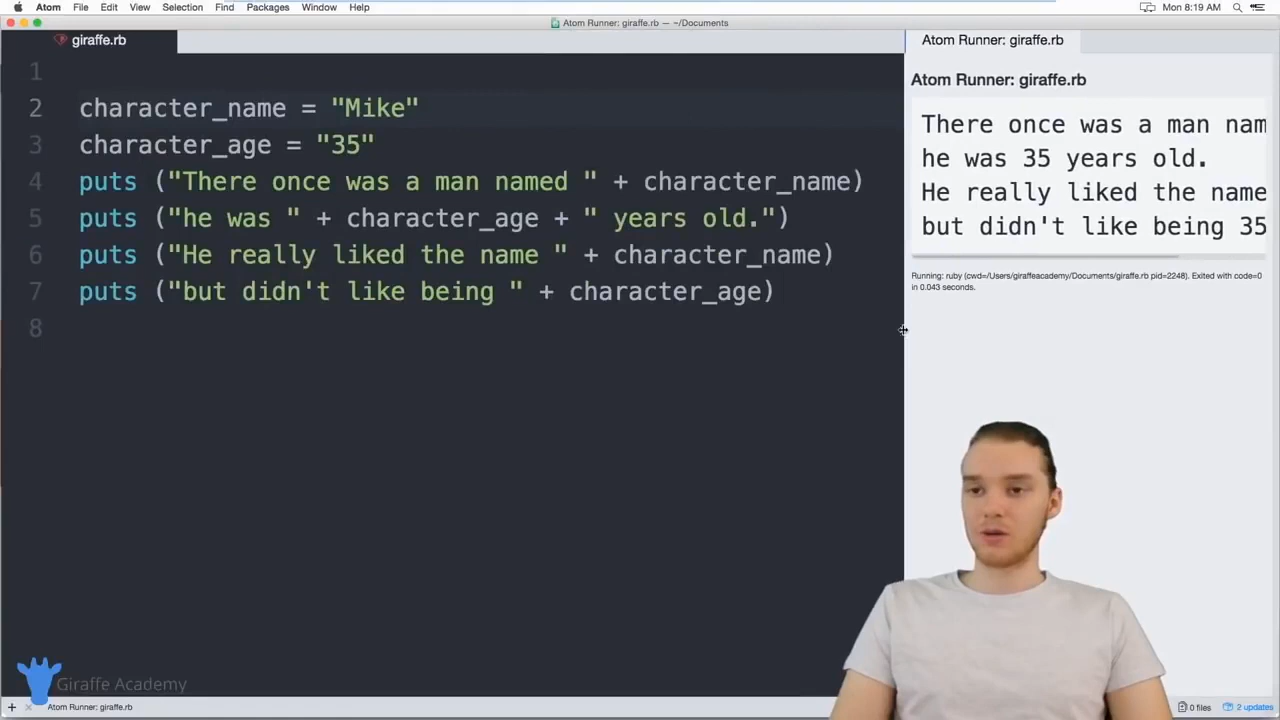 Atom File Edit View Selection Find Packages Window Help
Mon 8:19 AM
Atom Runner: giraffe.rb — ~/Documents
giraffe.rb
Atom Runner: giraffe.rb
1
2 character_name = "Mike"
3 character_age = "35"
4 puts ("There once was a man named " + character_name)
5 puts ("he was " + character_age + " years old.")
6 puts ("He really liked the name " + character_name)
7 puts ("but didn't like being " + character_age)
8
Atom Runner: giraffe.rb
There once was a man nam
he was 35 years old.
He really liked the name
but didn't like being 35
Running: ruby (cwd=/Users/giraffeacademy/Documents/giraffe.rb pid=2248). Exited with code=0
in 0.043 seconds.
Giraffe Academy
+ × Atom Runner: giraffe.rb
0 files 2 updates